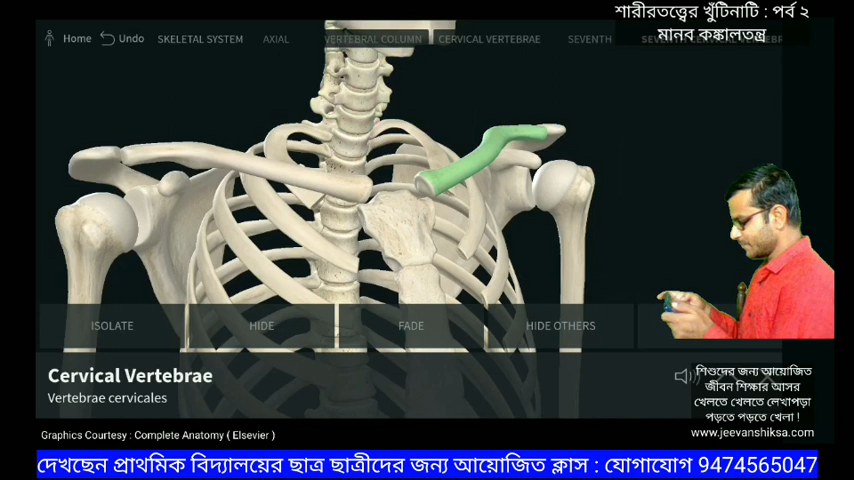 শারীরতত্ত্বের খুঁটিনাটি : পর্ব ২
মানব কঙ্কালতন্ত্র
Home Undo SKELETAL SYSTEM AXIAL VERTEBRAL COLUMN CERVICAL VERTEBRAE SEVENTH
ISOLATE HIDE FADE HIDE OTHERS
Cervical Vertebrae
Vertebrae cervicales
শিশুদের জন্য আয়োজিত
জীবন শিক্ষার আসর
খেলতে খেলতে লেখাপড়া
পড়তে পড়তে খেলা !
www.jeevanshiksa.com
Graphics Courtesy : Complete Anatomy ( Elsevier )
দেখছেন প্রাথমিক বিদ্যালয়ের ছাত্র ছাত্রীদের জন্য আয়োজিত ক্লাস : যোগাযোগ 9474565047